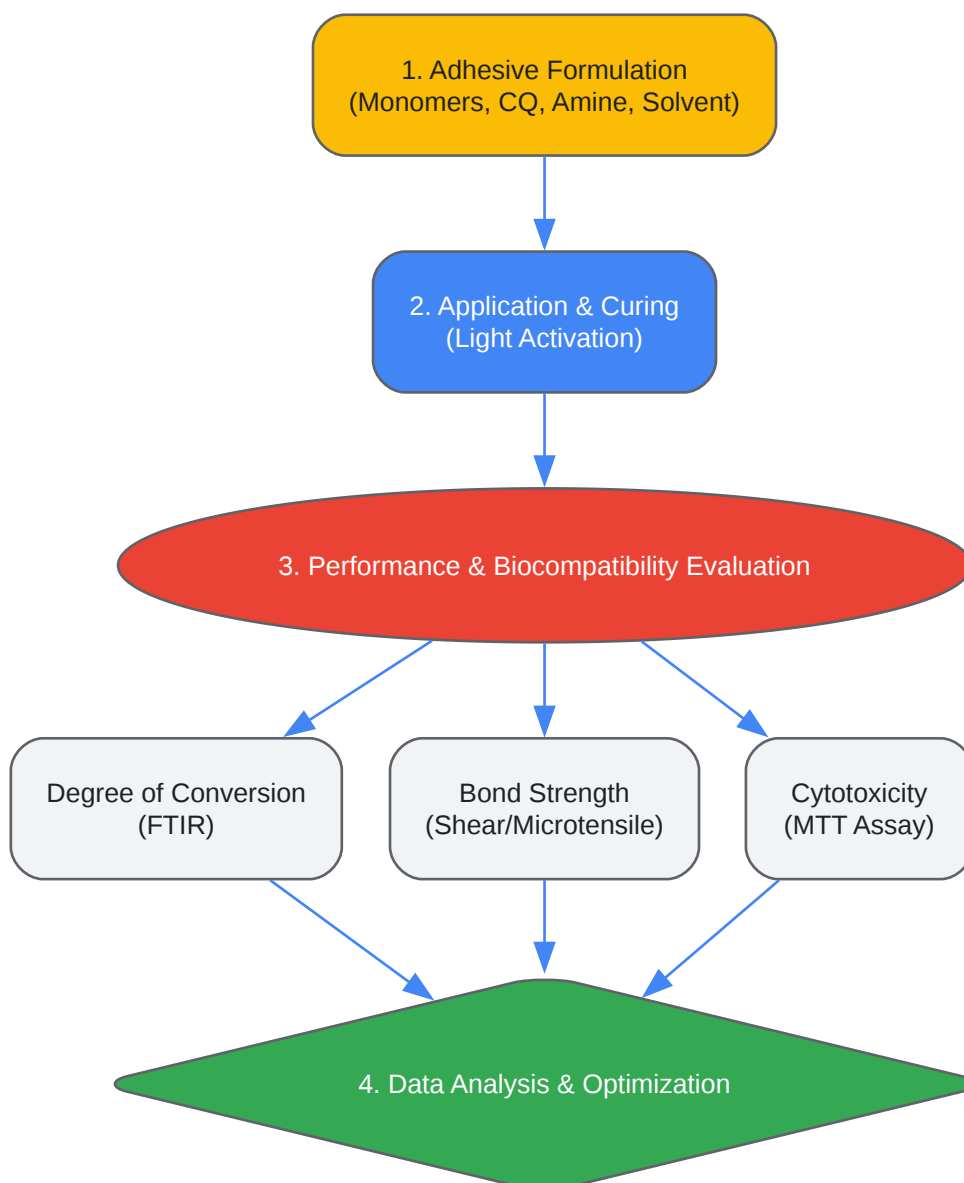 1. Adhesive Formulation
(Monomers, CQ, Amine, Solvent)
2. Application & Curing
(Light Activation)
3. Performance & Biocompatibility Evaluation
Degree of Conversion
(FTIR)
Bond Strength
(Shear/Microtensile)
Cytotoxicity
(MTT Assay)
4. Data Analysis & Optimization